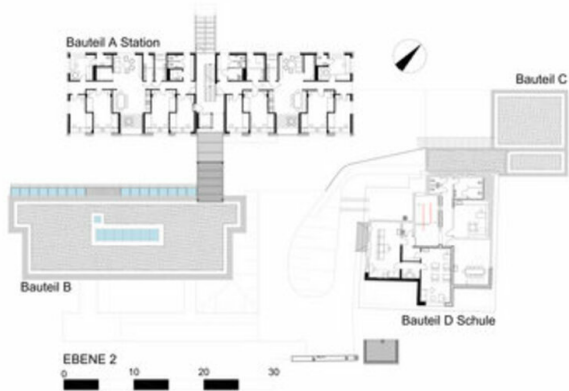 Bauteil A Station
Bauteil C
Bauteil B
Bauteil D Schule
EBENE 2
0 10 20 30